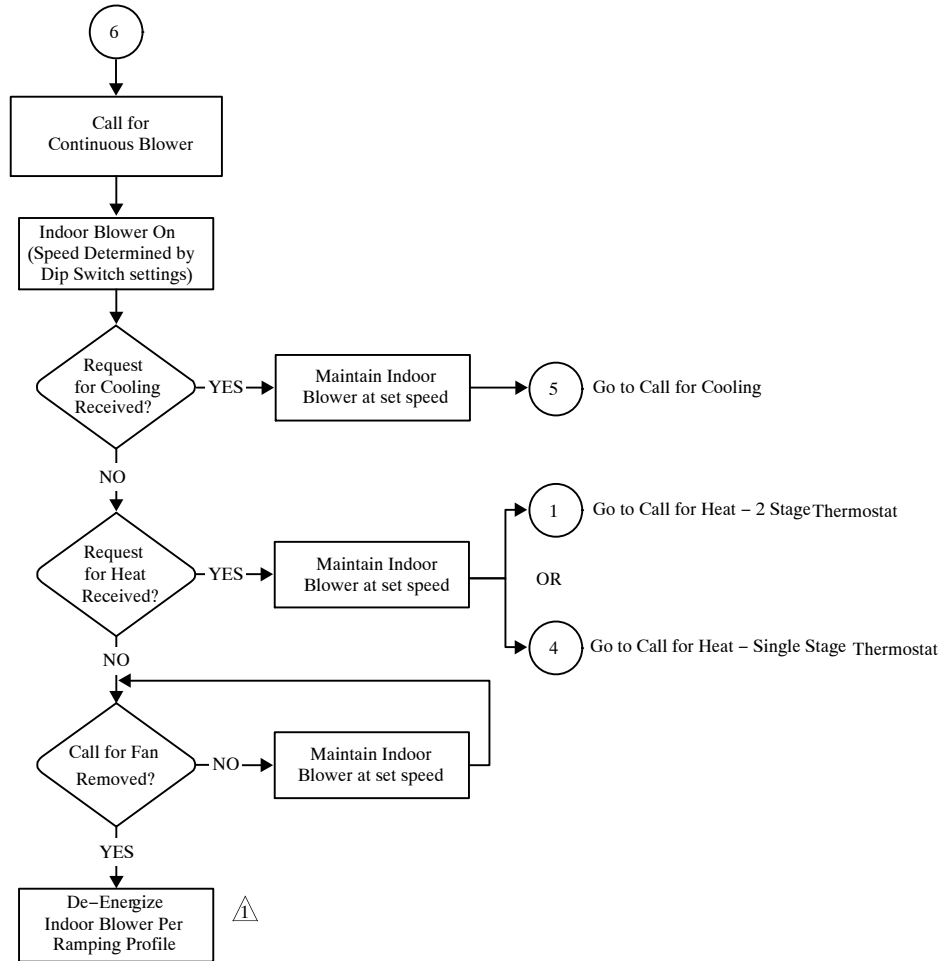 6
Call for
Continuous Blower
Indoor Blower On
(Speed Determined by
Dip Switch settings)
Request
for Cooling
Received?
YES
Maintain Indoor
Blower at set speed
5
Go to Call for Cooling
NO
Request
for Heat
Received?
YES
Maintain Indoor
Blower at set speed
1
Go to Call for Heat − 2 Stage Thermostat
OR
4
Go to Call for Heat − Single Stage Thermostat
NO
Call for Fan
Removed?
NO
Maintain Indoor
Blower at set speed
YES
De−Energize
Indoor Blower Per
Ramping Profile
1